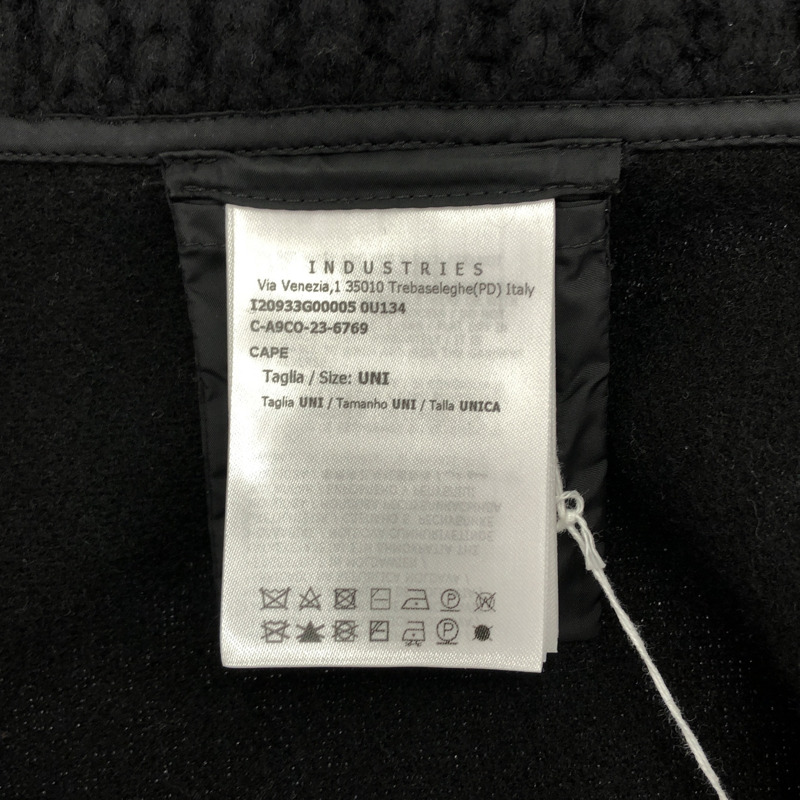 INDUSTRIES
Via Venezia,1 35010 Trebaseleghe(PD) Italy
I20933G00005 0U134
C-A9CO-23-6769
CAPE
Taglia / Size: UNI
Taglia UNI / Tamanho UNI / Talla UNICA